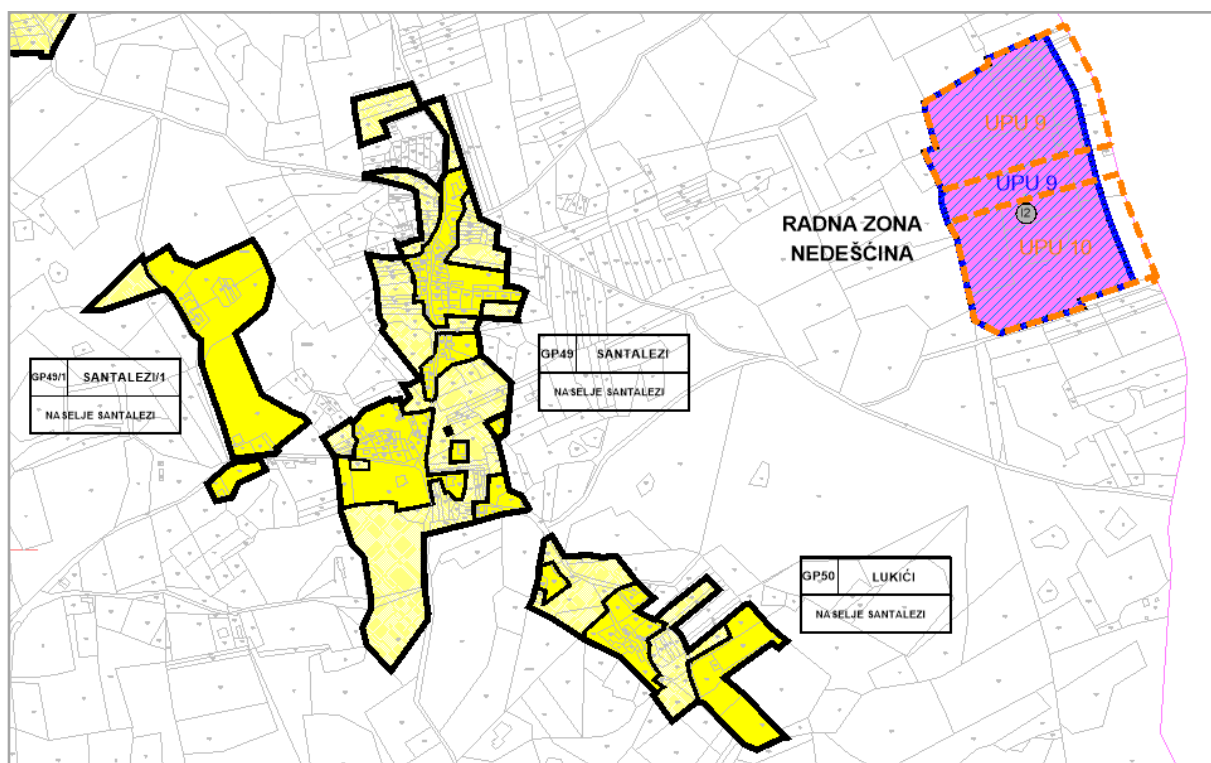 UPU 9
UPU 9
I2
UPU 10
RADNA ZONA
NEDEŠĆINA
GP49/1 SANTALEZI/1
NASELJE SANTALEZI
GP49 SANTALEZI
NASELJE SANTALEZI
GP50 LUKIĆI
NASELJE SANTALEZI